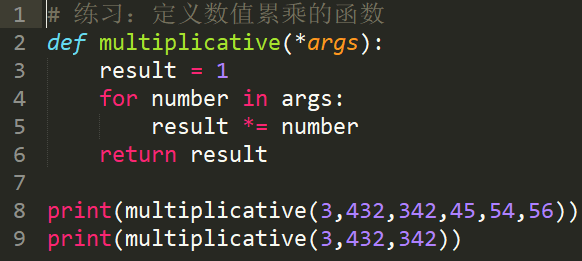 1 # 练习：定义数值累乘的函数
2 def multiplicative(*args):
3     result = 1
4     for number in args:
5         result *= number
6     return result
7
8 print(multiplicative(3,432,342,45,54,56))
9 print(multiplicative(3,432,342))